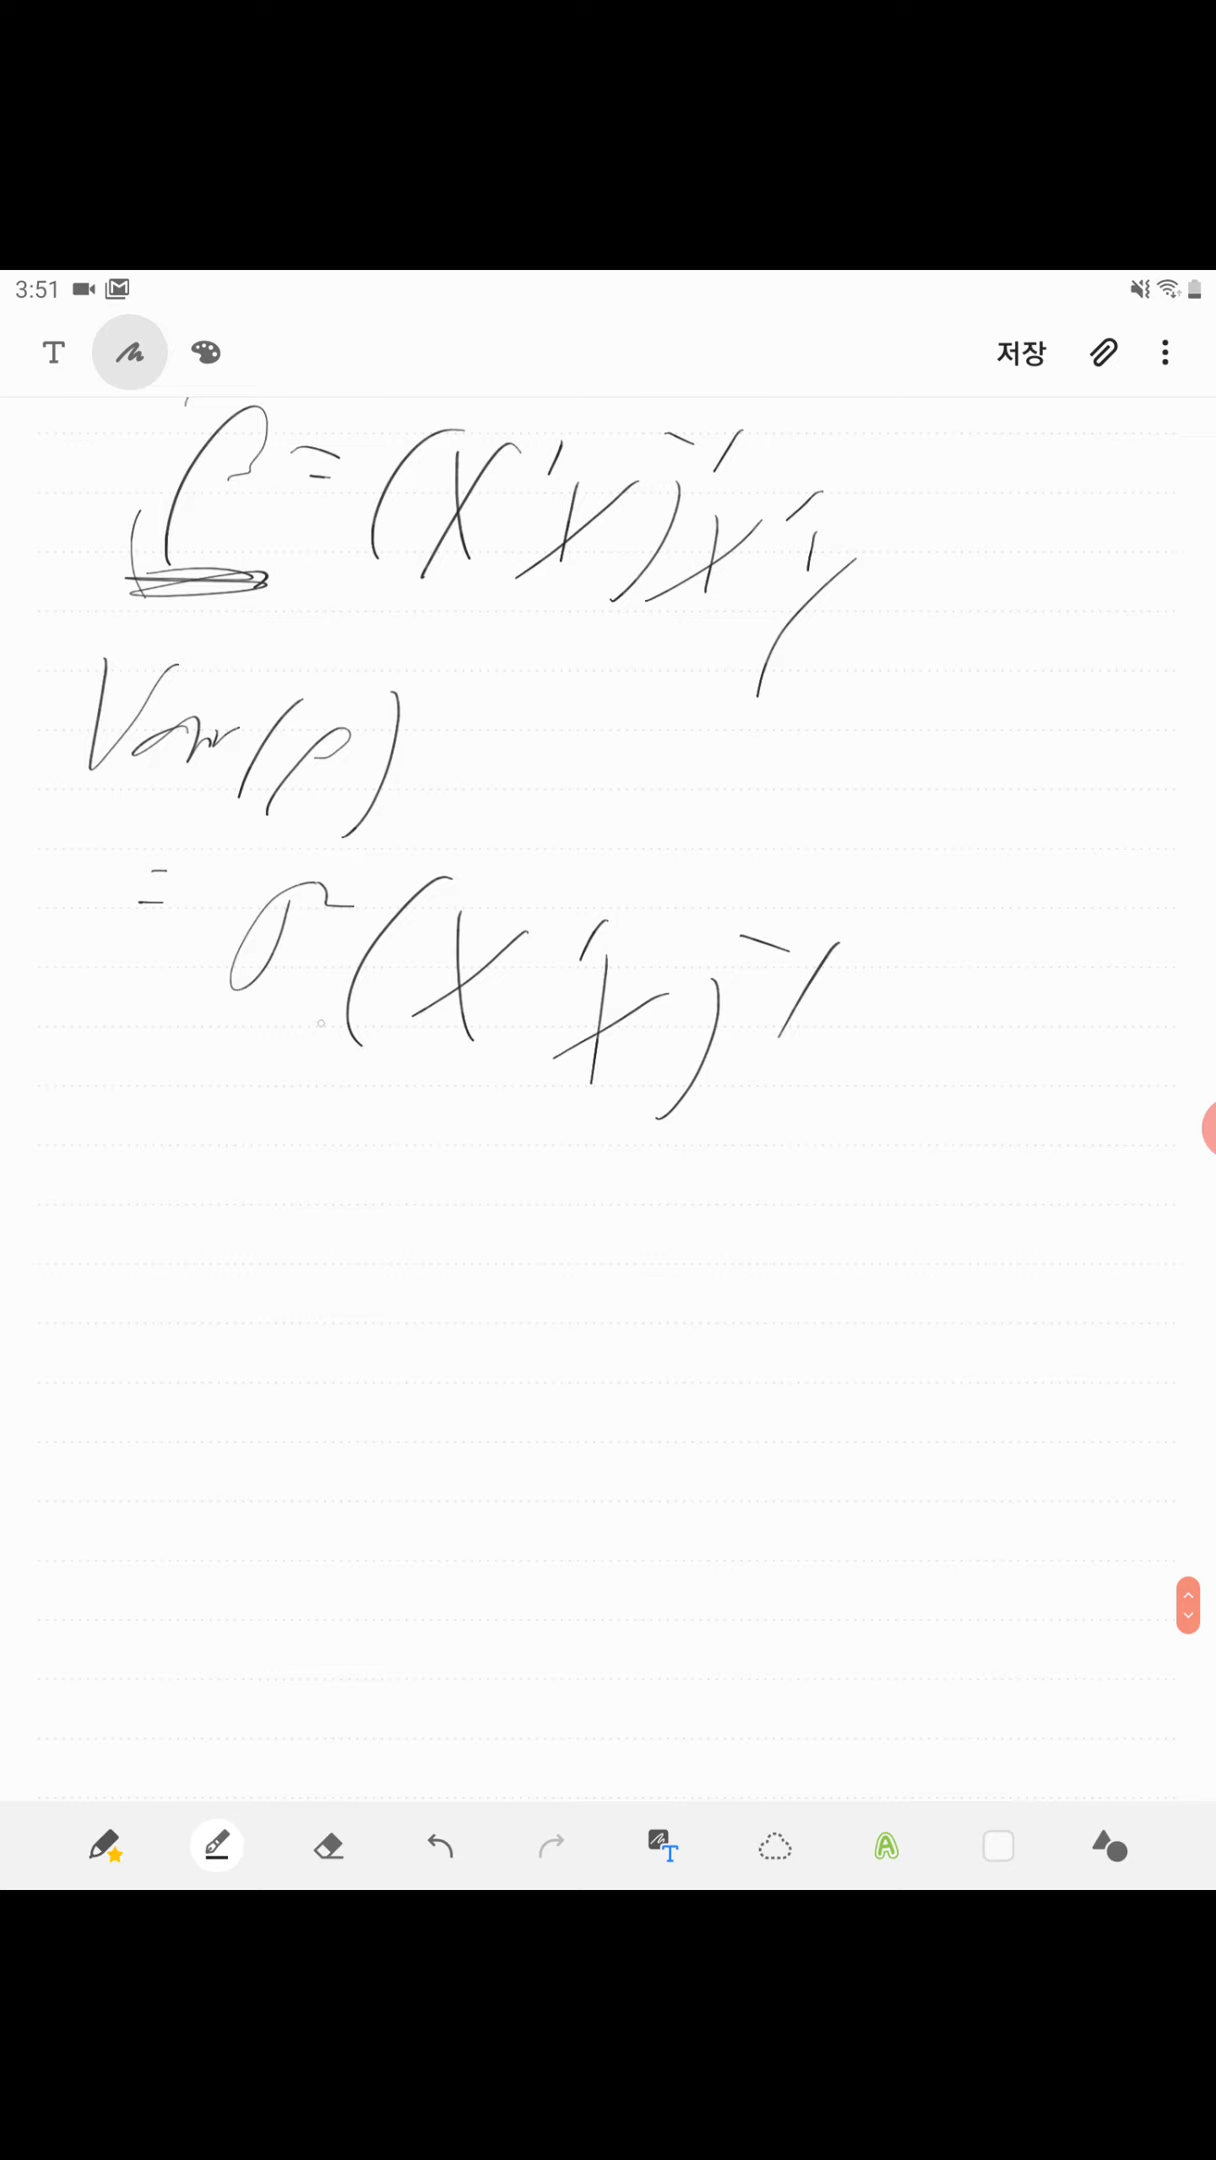 3:51
T 저장
β = (X'X)⁻¹X'y
Var(β)
= σ²(X'X)⁻¹
T A